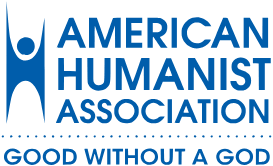 AMERICAN
HUMANIST
ASSOCIATION
GOOD WITHOUT A GOD